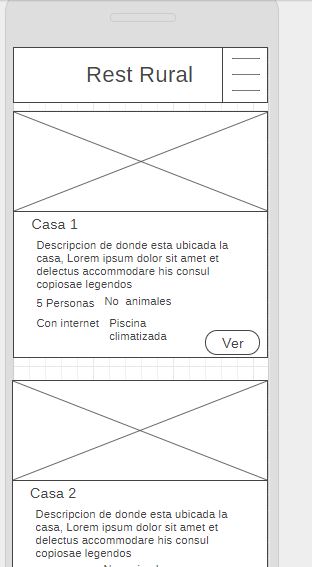 Rest Rural
Casa 1
Descripcion de donde esta ubicada la
casa, Lorem ipsum dolor sit amet et
delectus accommodare his consul
copiosae legendos
5 Personas No animales
Con internet Piscina
climatizada
Ver
Casa 2
Descripcion de donde esta ubicada la
casa, Lorem ipsum dolor sit amet et
delectus accommodare his consul
copiosae legendos